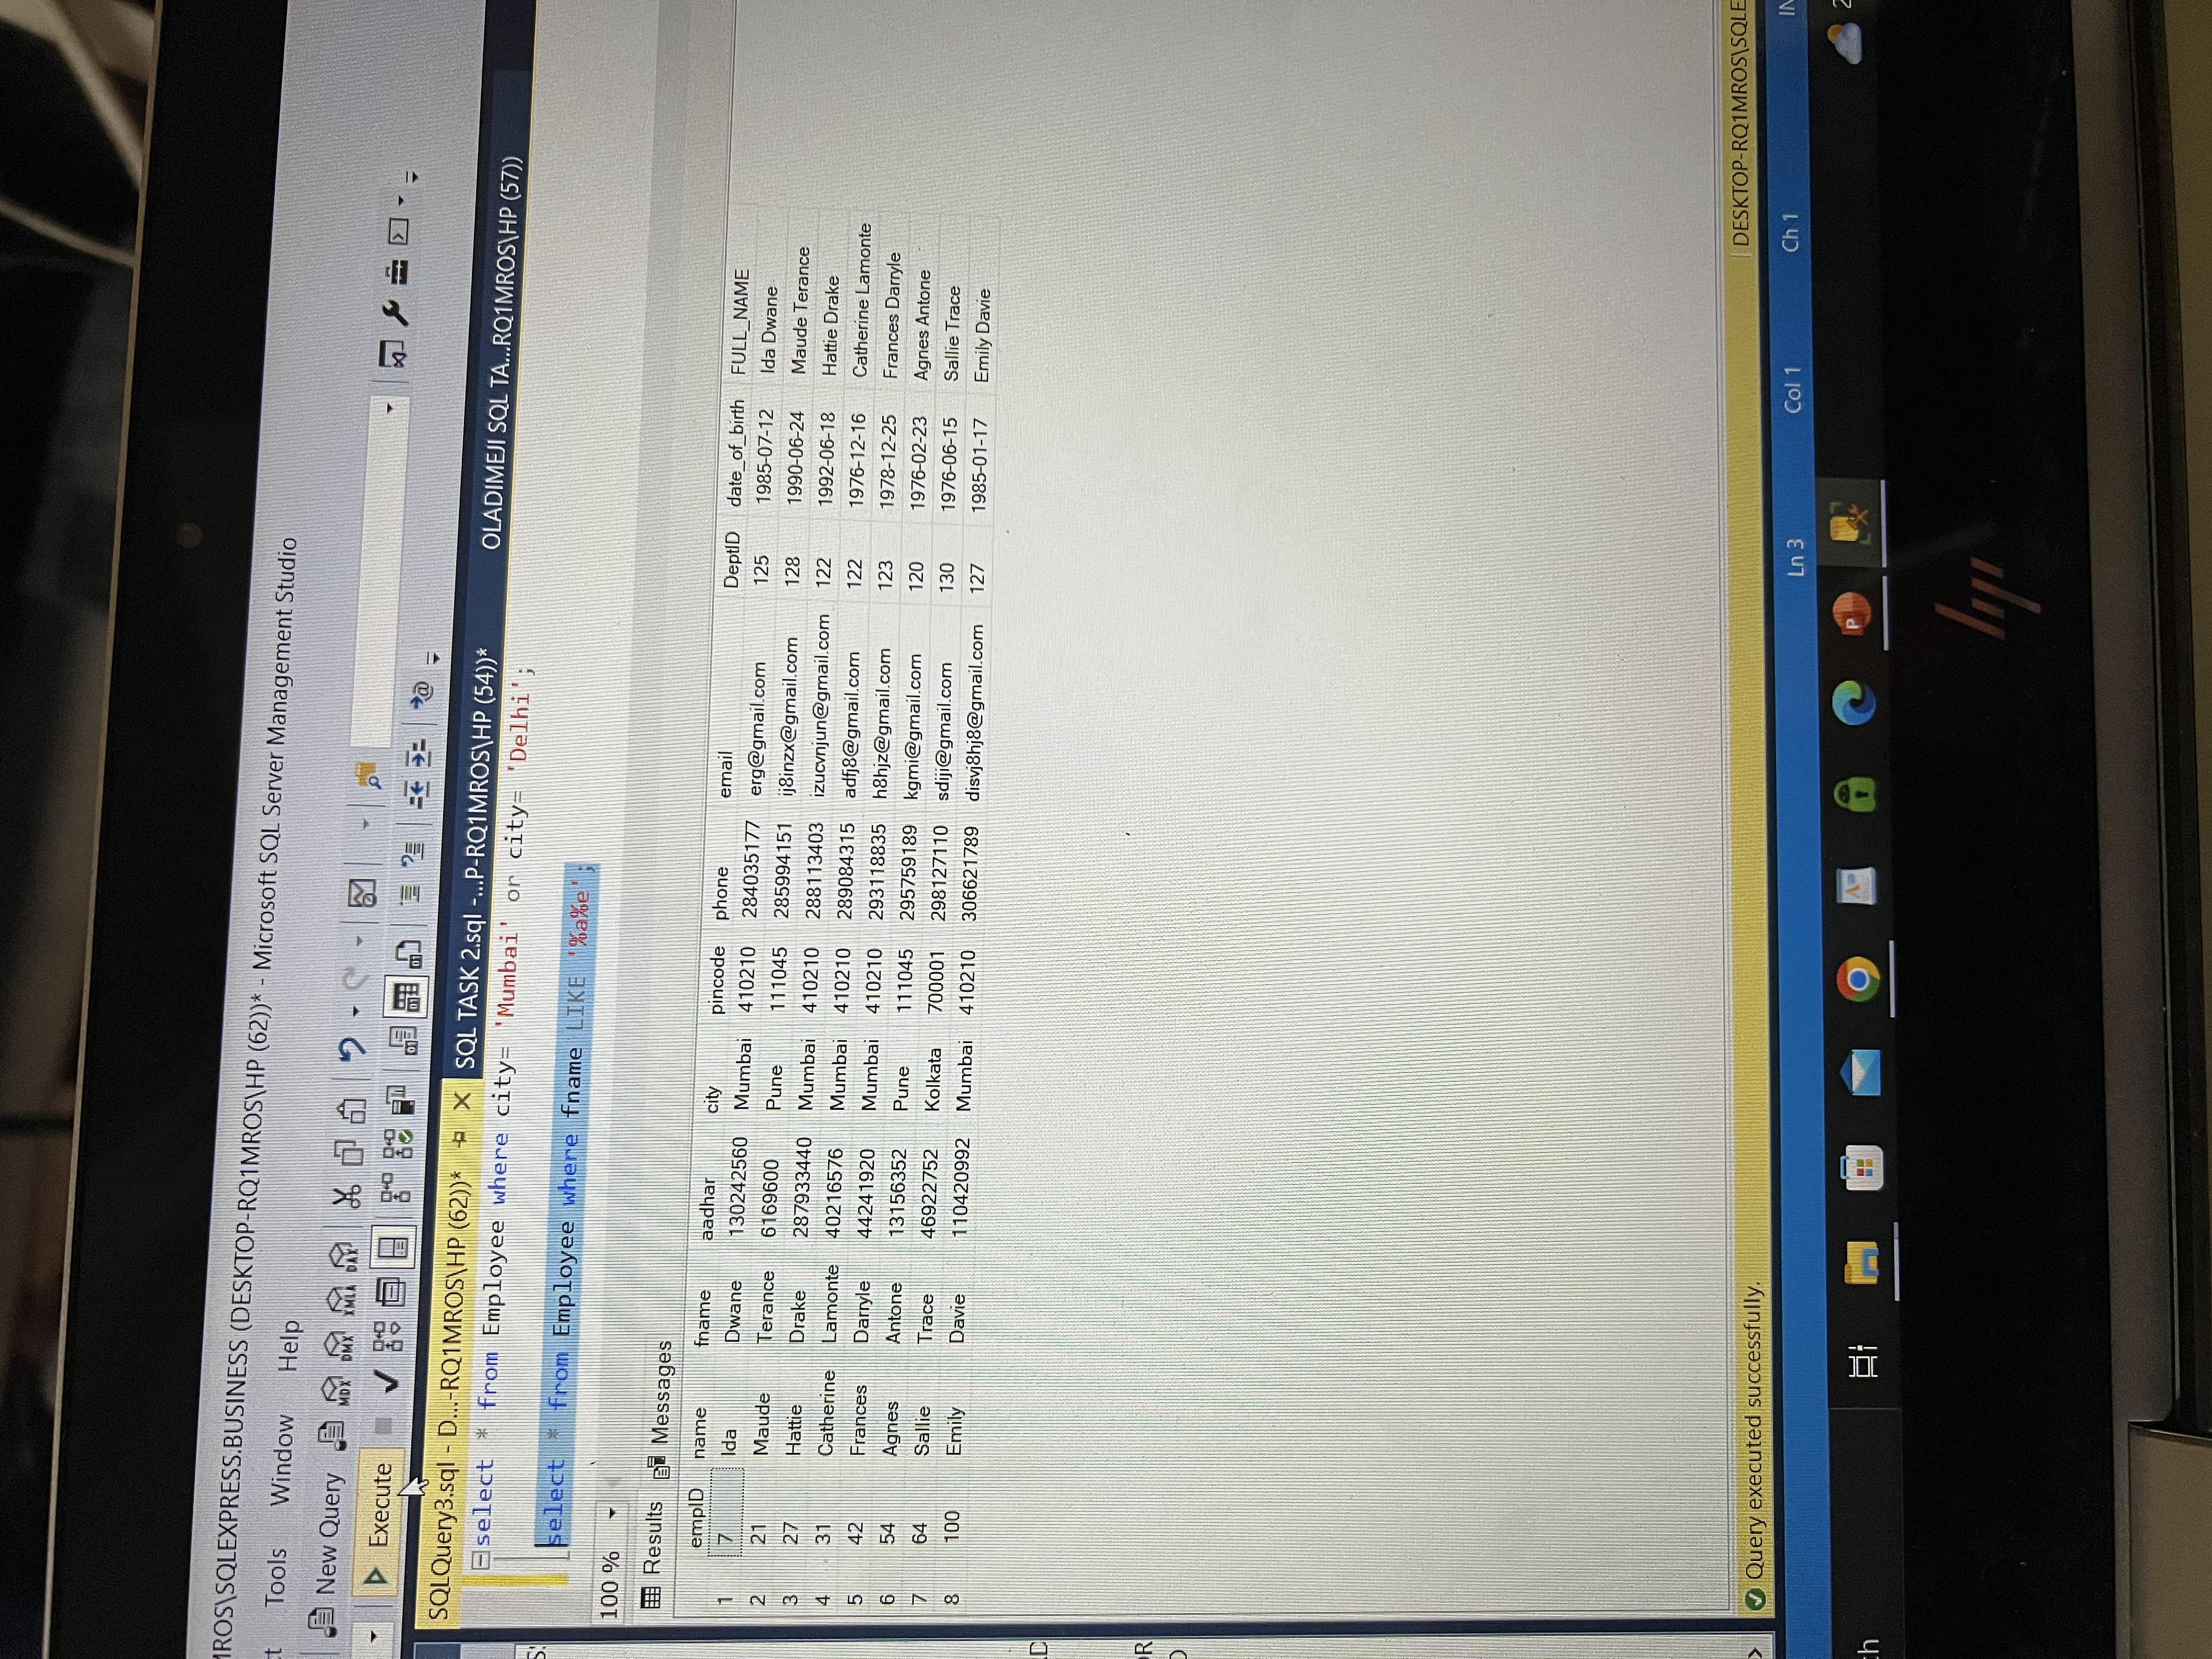 MROS\SQLEXPRESS.BUSINESS (DESKTOP-RQ1MROS\HP (62))* - Microsoft SQL Server Management Studio
ct Tools Window Help
New Query MDX DMX XMLA DAX
Execute
SQLQuery3.sql - D...-RQ1MROS\HP (62))* SQL TASK 2.sql -...P-RQ1MROS\HP (54))* OLADIMEJI SQL TA...RQ1MROS\HP (57))
select * from Employee where city= 'Mumbai' or city= 'Delhi';
select * from Employee where fname LIKE '%a%e';
100 %
Results Messages
empID name fname aadhar city pincode phone email DeptID date_of_birth FULL_NAME
1 7 Ida Dwane 130242560 Mumbai 410210 284035177 erg@gmail.com 125 1985-07-12 Ida Dwane
2 21 Maude Terance 6169600 Pune 111045 285994151 ij8inzx@gmail.com 128 1990-06-24 Maude Terance
3 27 Hattie Drake 287933440 Mumbai 410210 288113403 izucvnjun@gmail.com 122 1992-06-18 Hattie Drake
4 31 Catherine Lamonte 40216576 Mumbai 410210 289084315 adfj8@gmail.com 122 1976-12-16 Catherine Lamonte
5 42 Frances Darryle 44241920 Mumbai 410210 293118835 h8hjz@gmail.com 123 1978-12-25 Frances Darryle
6 54 Agnes Antone 13156352 Pune 111045 295759189 kgmi@gmail.com 120 1976-02-23 Agnes Antone
7 64 Sallie Trace 46922752 Kolkata 700001 298127110 sdiji@gmail.com 130 1976-06-15 Sallie Trace
8 100 Emily Davie 110420992 Mumbai 410210 306621789 disvj8hj8@gmail.com 127 1985-01-17 Emily Davie
Query executed successfully. DESKTOP-RQ1MROS\SQLE
Ln 3 Col 1 Ch 1 IN
ch
hp